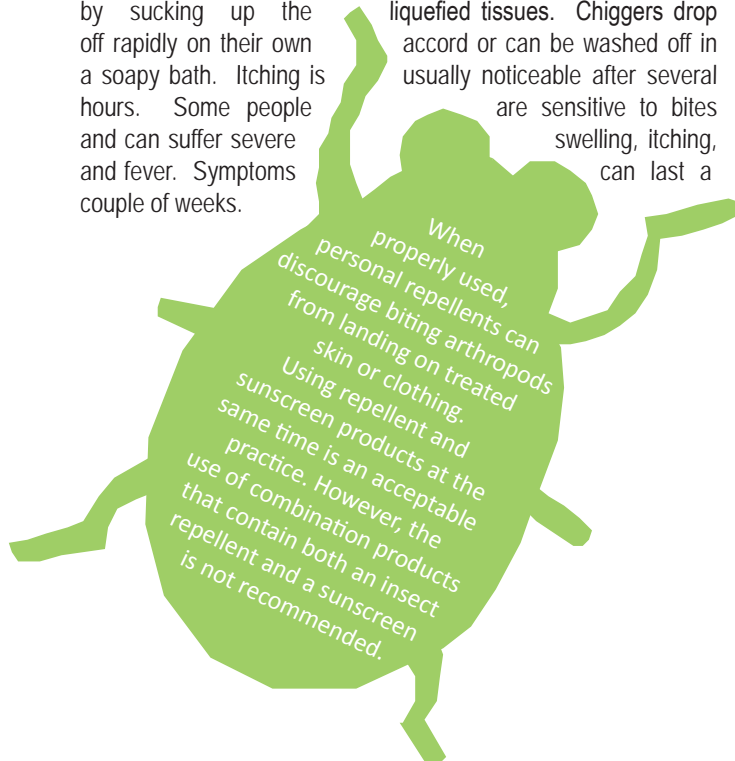 by sucking up the liquefied tissues. Chiggers drop
off rapidly on their own accord or can be washed off in
a soapy bath. Itching is usually noticeable after several
hours. Some people are sensitive to bites
and can suffer severe swelling, itching,
and fever. Symptoms can last a
couple of weeks.
When
properly used,
personal repellents can
discourage biting arthropods
from landing on treated
skin or clothing.
Using repellent and
sunscreen products at the
same time is an acceptable
practice. However, the
use of combination products
that contain both an insect
repellent and a sunscreen
is not recommended.